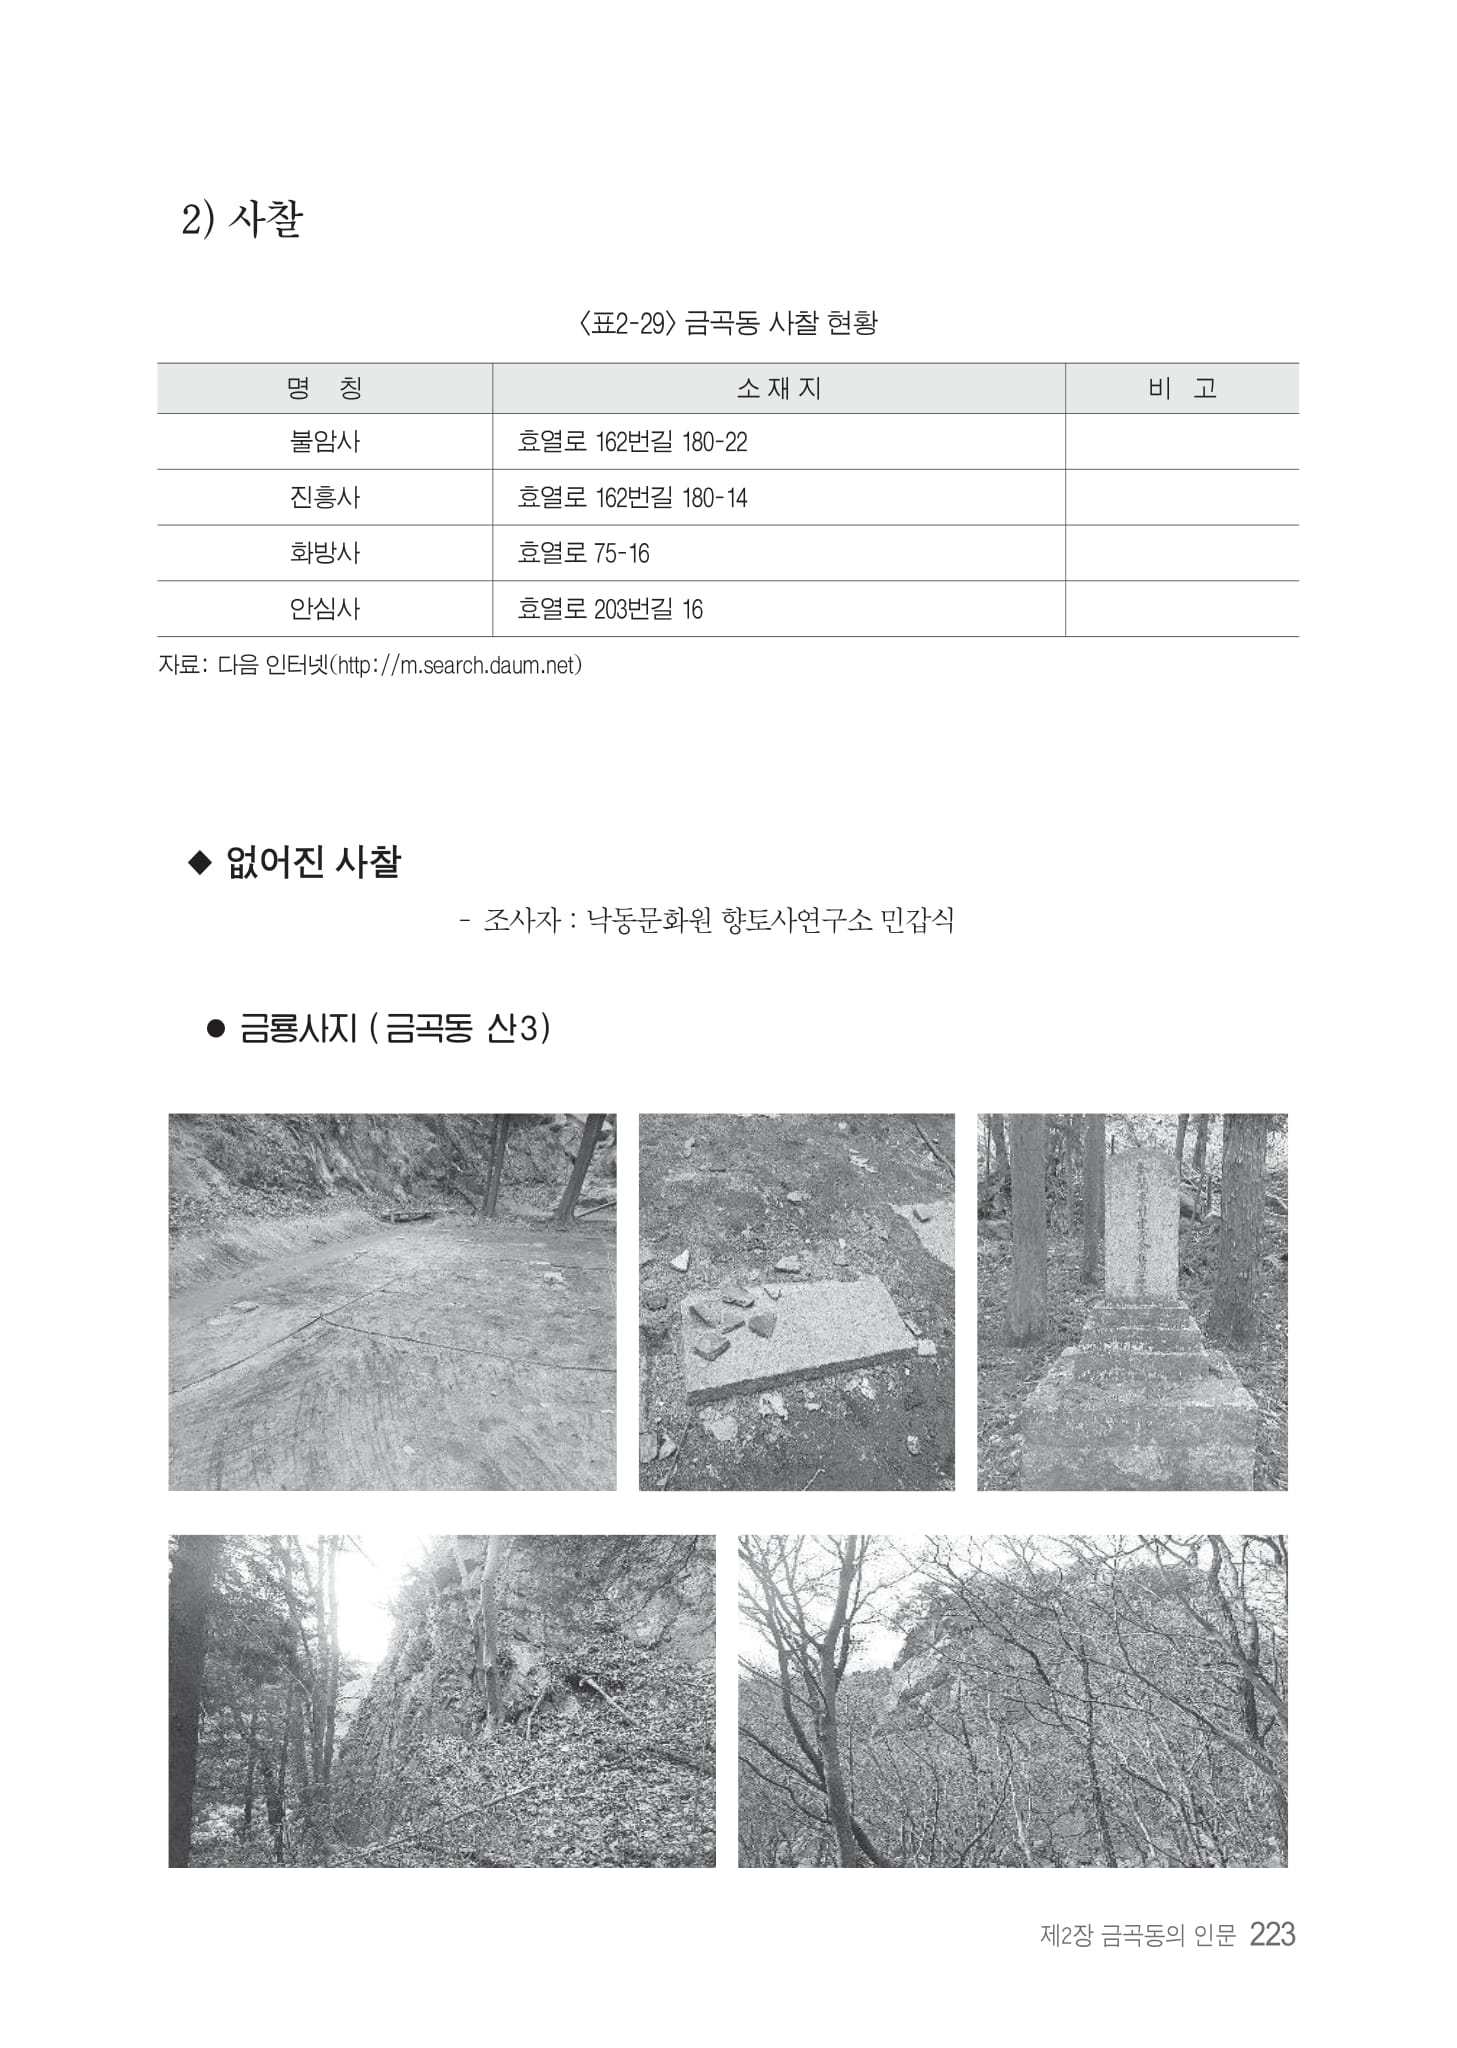 2) 사찰
〈표2-29〉 금곡동 사찰 현황
명 칭 소 재 지 비 고
불암사 효열로 162번길 180-22
진흥사 효열로 162번길 180-14
화방사 효열로 75-16
안심사 효열로 203번길 16
자료: 다음 인터넷(http://m.search.daum.net)
◆ 없어진 사찰
- 조사자 : 낙동문화원 향토사연구소 민갑식
● 금룡사지 (금곡동 산3)
제2장 금곡동의 인문 223